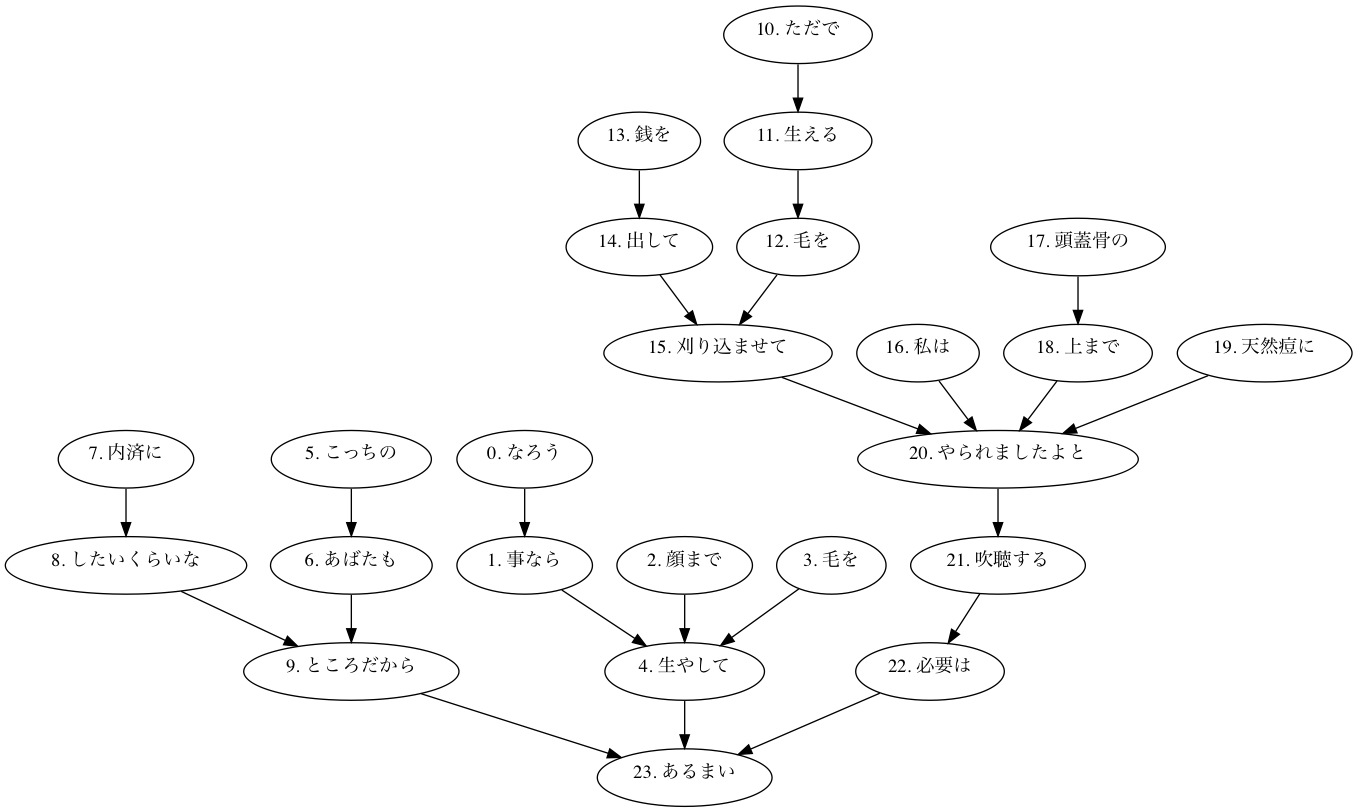 10. ただで
13. 銭を
11. 生える
14. 出して
12. 毛を
17. 頭蓋骨の
15. 刈り込ませて
16. 私は
18. 上まで
19. 天然痘に
7. 内済に
5. こっちの
0. なろう
20. やられましたよと
8. したいくらいな
6. あばたも
1. 事なら
2. 顔まで
3. 毛を
21. 吹聴する
9. ところだから
4. 生やして
22. 必要は
23. あるまい